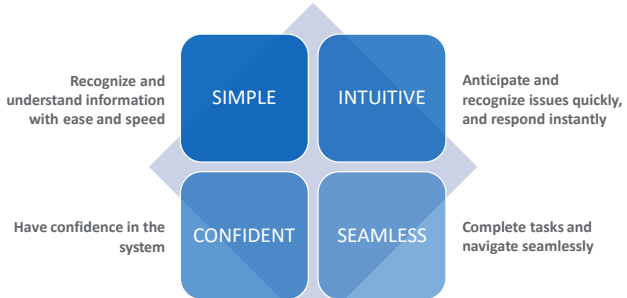 Recognize and
understand information
with ease and speed
SIMPLE
INTUITIVE
Anticipate and
recognize issues quickly,
and respond instantly
Have confidence in the
system
CONFIDENT
SEAMLESS
Complete tasks and
navigate seamlessly